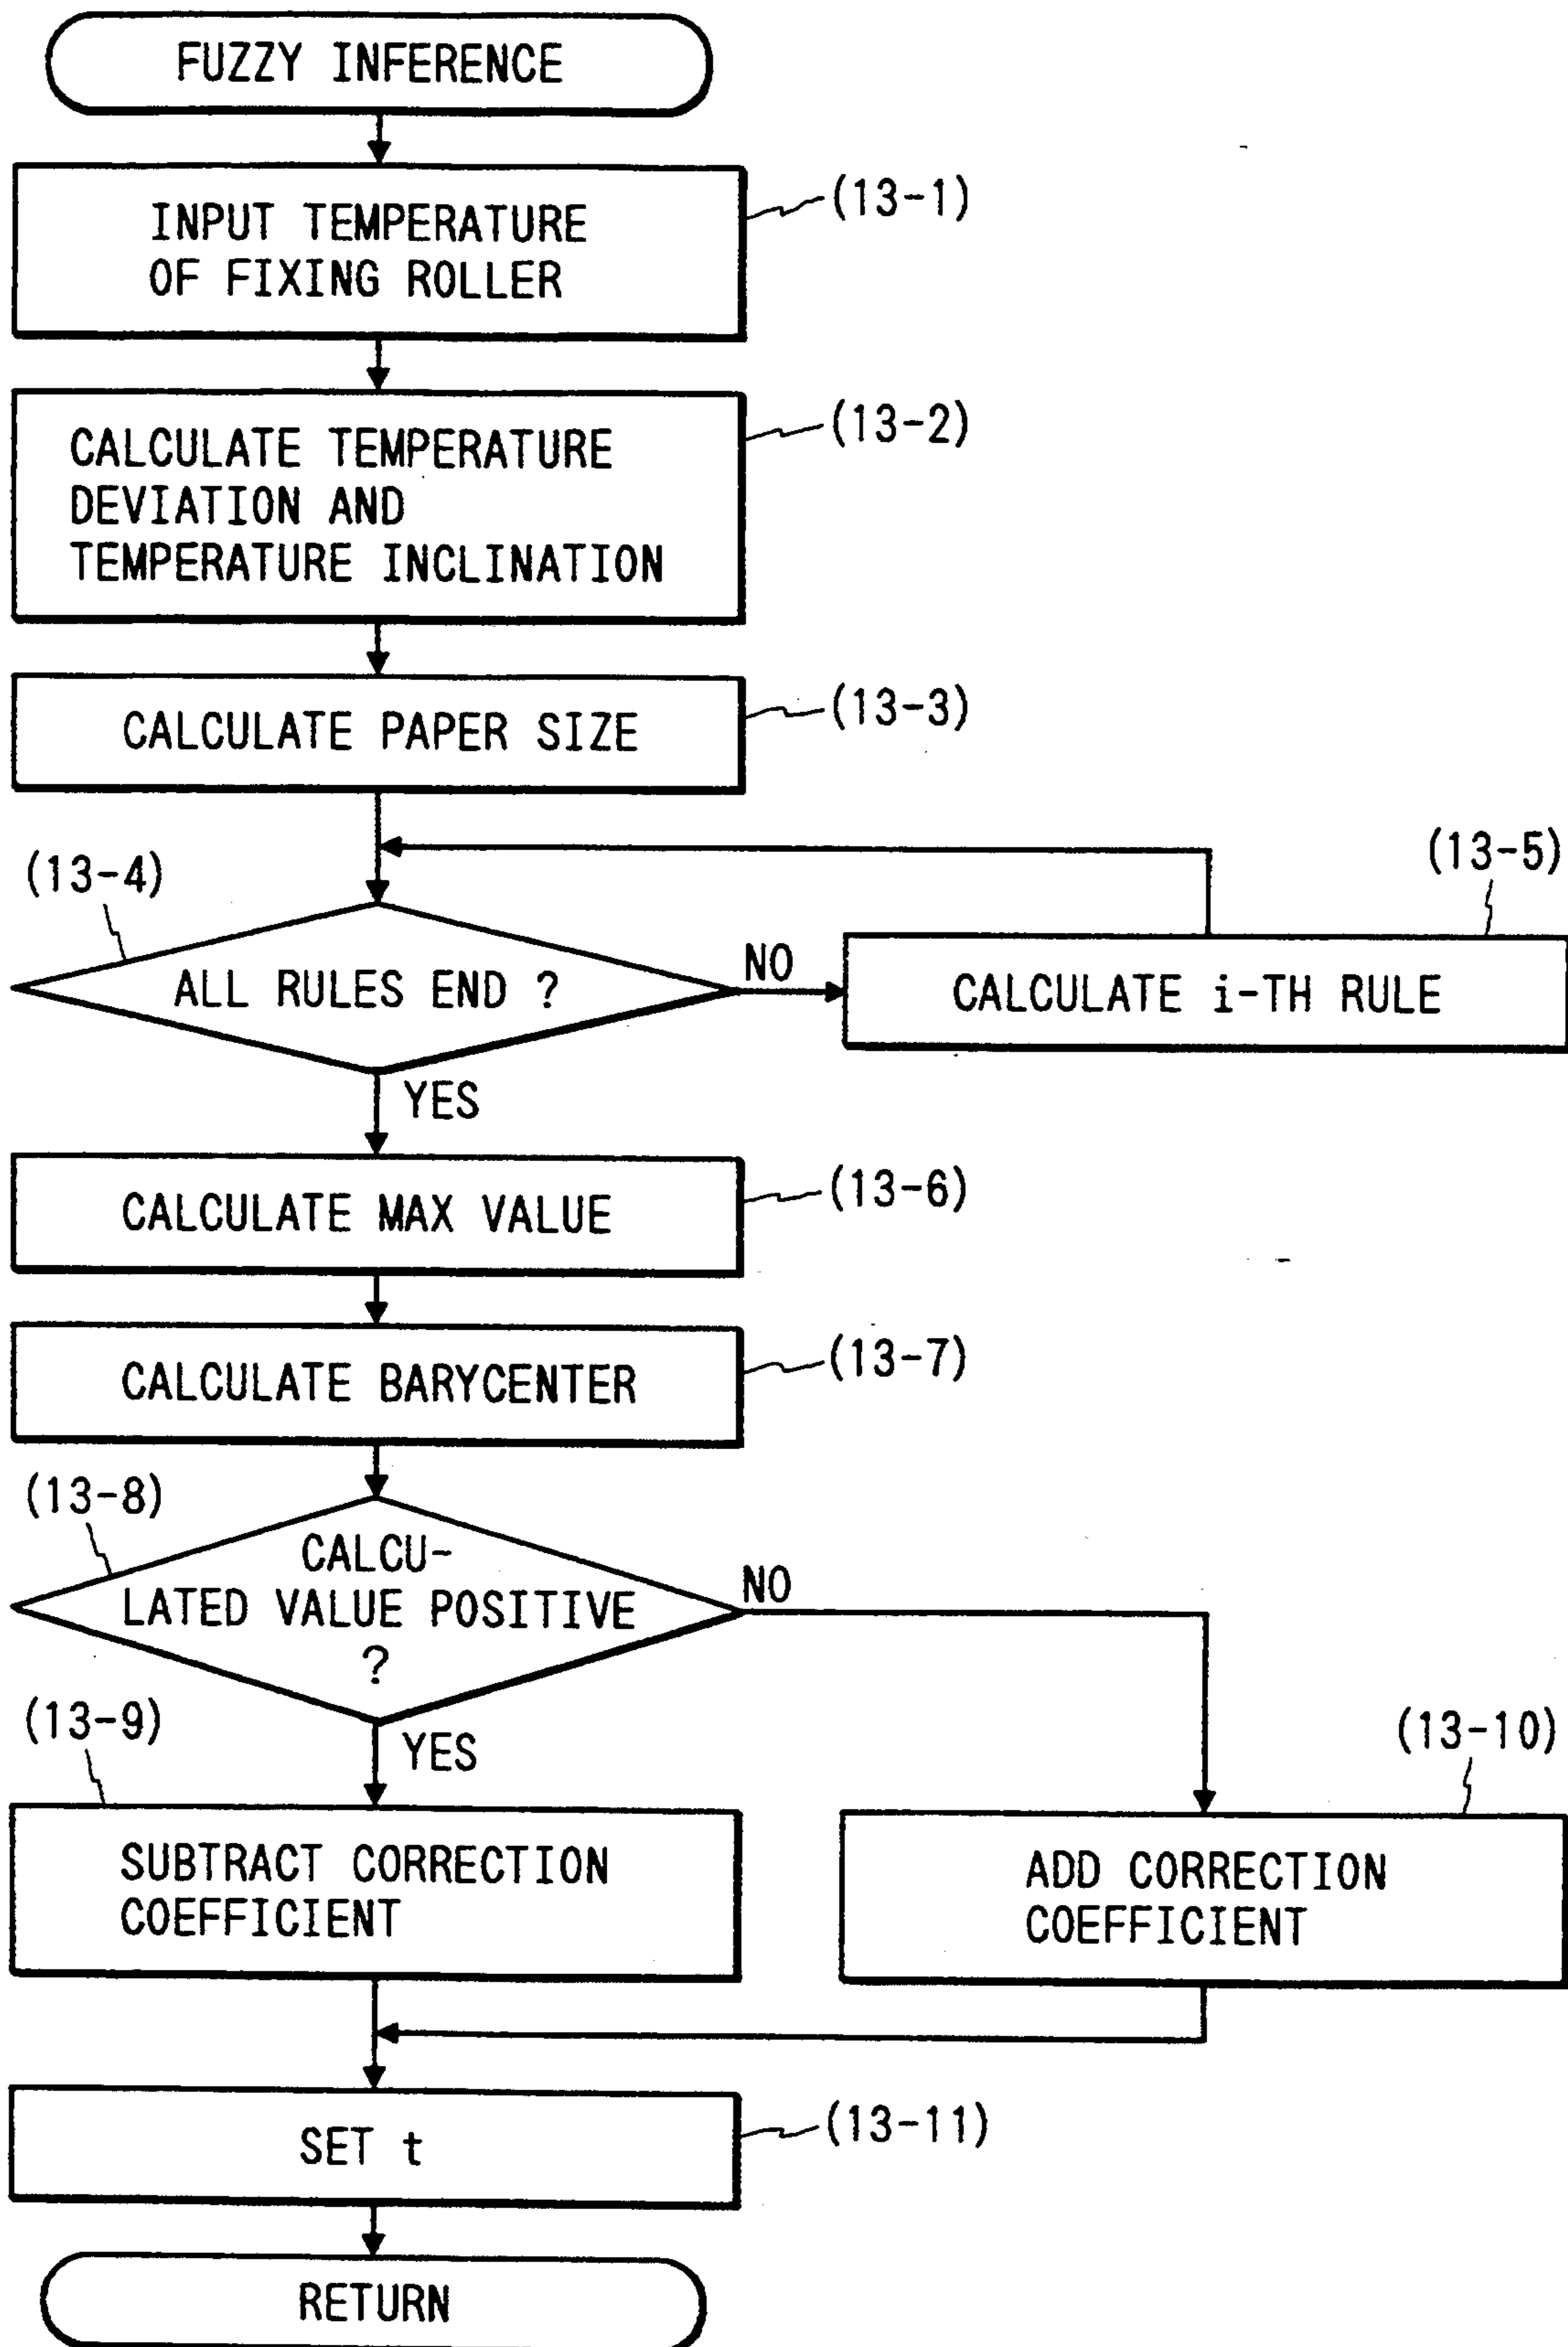 FUZZY INFERENCE
INPUT TEMPERATURE
OF FIXING ROLLER
(13-1)
CALCULATE TEMPERATURE
DEVIATION AND
TEMPERATURE INCLINATION
(13-2)
CALCULATE PAPER SIZE
(13-3)
(13-4)
ALL RULES END ?
NO
(13-5)
CALCULATE i-TH RULE
YES
CALCULATE MAX VALUE
(13-6)
CALCULATE BARYCENTER
(13-7)
(13-8)
CALCU-
LATED VALUE POSITIVE
?
NO
YES
(13-9)
SUBTRACT CORRECTION
COEFFICIENT
(13-10)
ADD CORRECTION
COEFFICIENT
SET t
(13-11)
RETURN